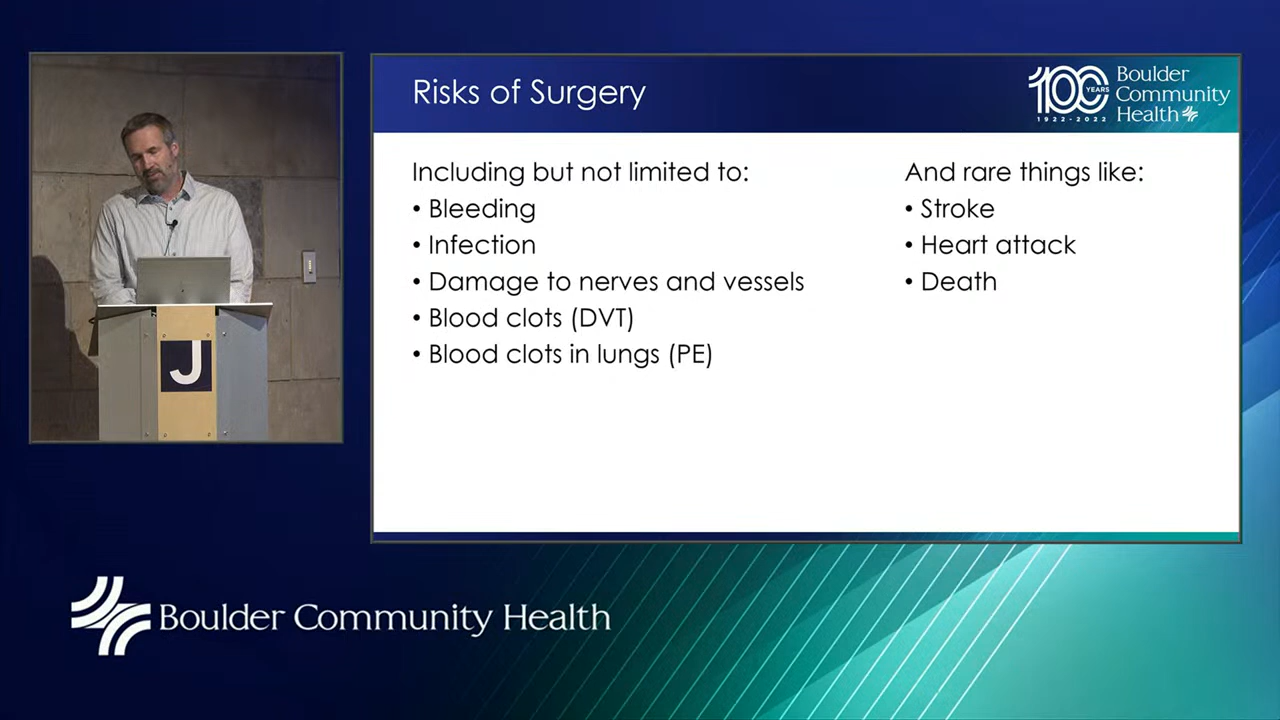 Risks of Surgery
100
YEARS
1922-2022
Boulder
Community
Health
Including but not limited to:
• Bleeding
• Infection
• Damage to nerves and vessels
• Blood clots (DVT)
• Blood clots in lungs (PE)
And rare things like:
• Stroke
• Heart attack
• Death
J
Boulder Community Health